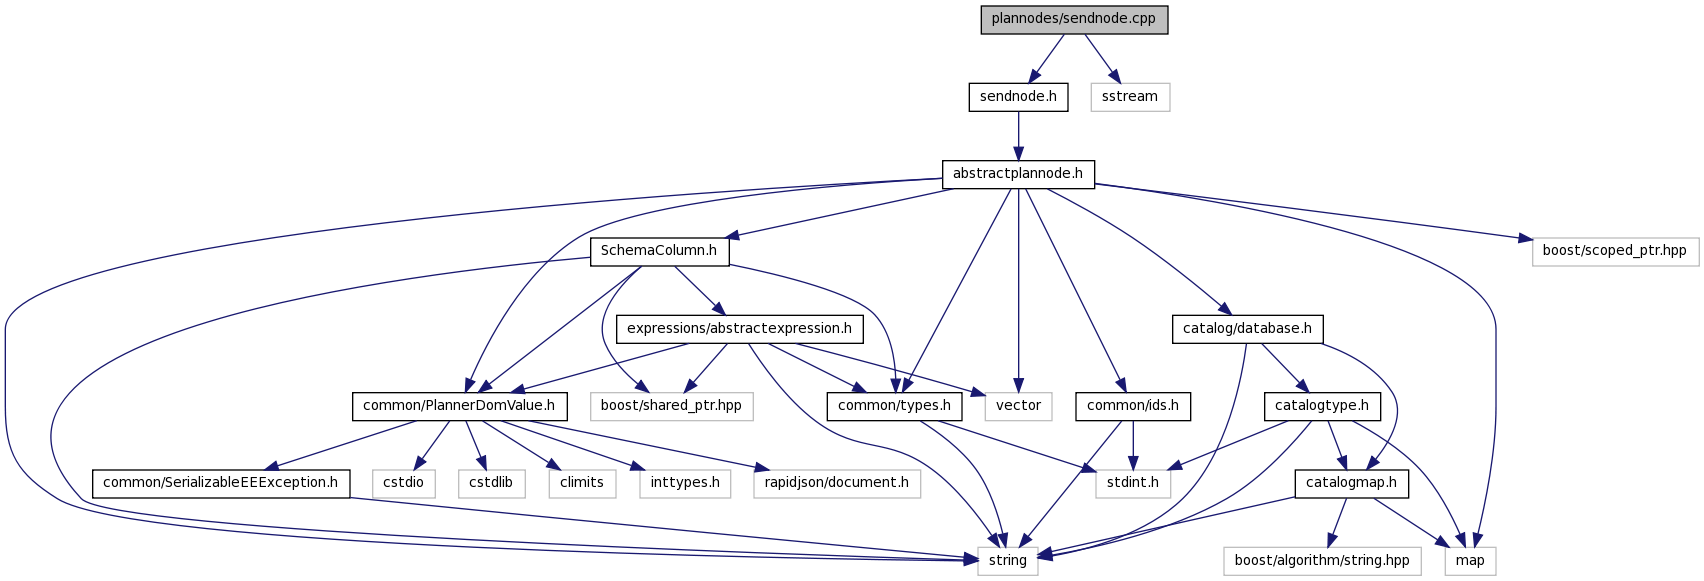 plannodes/sendnode.cpp
sendnode.h
sstream
abstractplannode.h
SchemaColumn.h
boost/scoped_ptr.hpp
expressions/abstractexpression.h
catalog/database.h
common/PlannerDomValue.h
boost/shared_ptr.hpp
common/types.h
vector
common/ids.h
catalogtype.h
common/SerializableEEException.h
cstdio
cstdlib
climits
inttypes.h
rapidjson/document.h
stdint.h
catalogmap.h
string
boost/algorithm/string.hpp
map